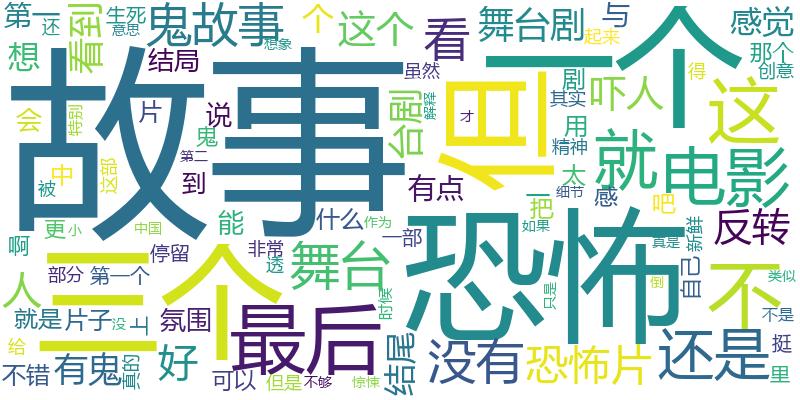 第一
还
生死
意思
鬼故事
个
这个
看
舞台剧
与
感觉
想
看到
想象
结局
虽然
台剧
解释
但
一个
起来
那个
得
创意
剧
其实
吓人
这
故事
片
说
会
特别
鬼
第二
才
用
就
电影
精神
太
中
这部
被
到
有点
细节
感
一把
吧
反转
新鲜
真是
自己
更
小
中国
能
什么
作为
如果
恐怖
啊
停留
非常
透
舞台
一部
三个
人
部分
第一个
时候
只是
倒
不
类似
就是
片子
没
上
氛围
最后
不是
给
不错
有鬼
真的
好
可以
但是
不够
惊悚
结尾
没有
恐怖片
还是
挺
里